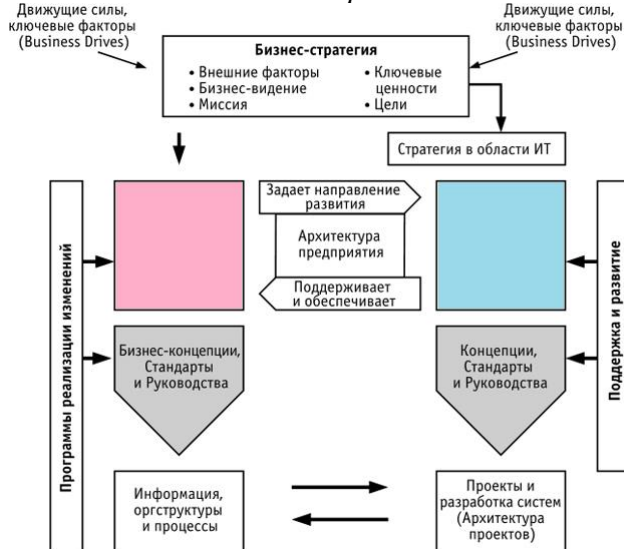 Движущие силы,
ключевые факторы
(Business Drives)
Движущие силы,
ключевые факторы
(Business Drives)
Бизнес-стратегия
• Внешние факторы
• Бизнес-видение
• Миссия
• Ключевые
ценности
• Цели
Стратегия в области ИТ
Задает направление
развития
Архитектура
предприятия
Поддерживает
и обеспечивает
Программы реализации изменений
Поддержка и развитие
Бизнес-концепции,
Стандарты
и Руководства
Концепции,
Стандарты
и Руководства
Информация,
оргструктуры
и процессы
Проекты и
разработка систем
(Архитектура
проектов)